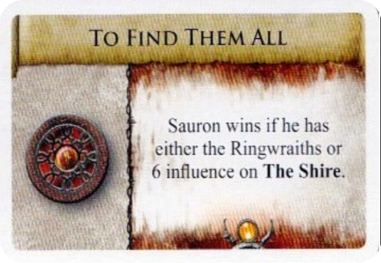 TO FIND THEM ALL
Sauron wins if he has
either the Ringwraiths or
6 influence on The Shire.